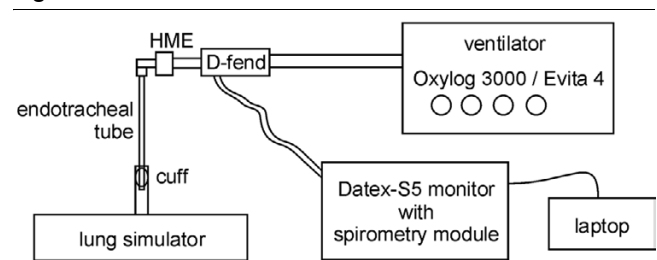 HME
D-fend
ventilator
Oxylog 3000 / Evita 4
endotracheal
tube
cuff
Datex-S5 monitor
with
spirometry module
laptop
lung simulator